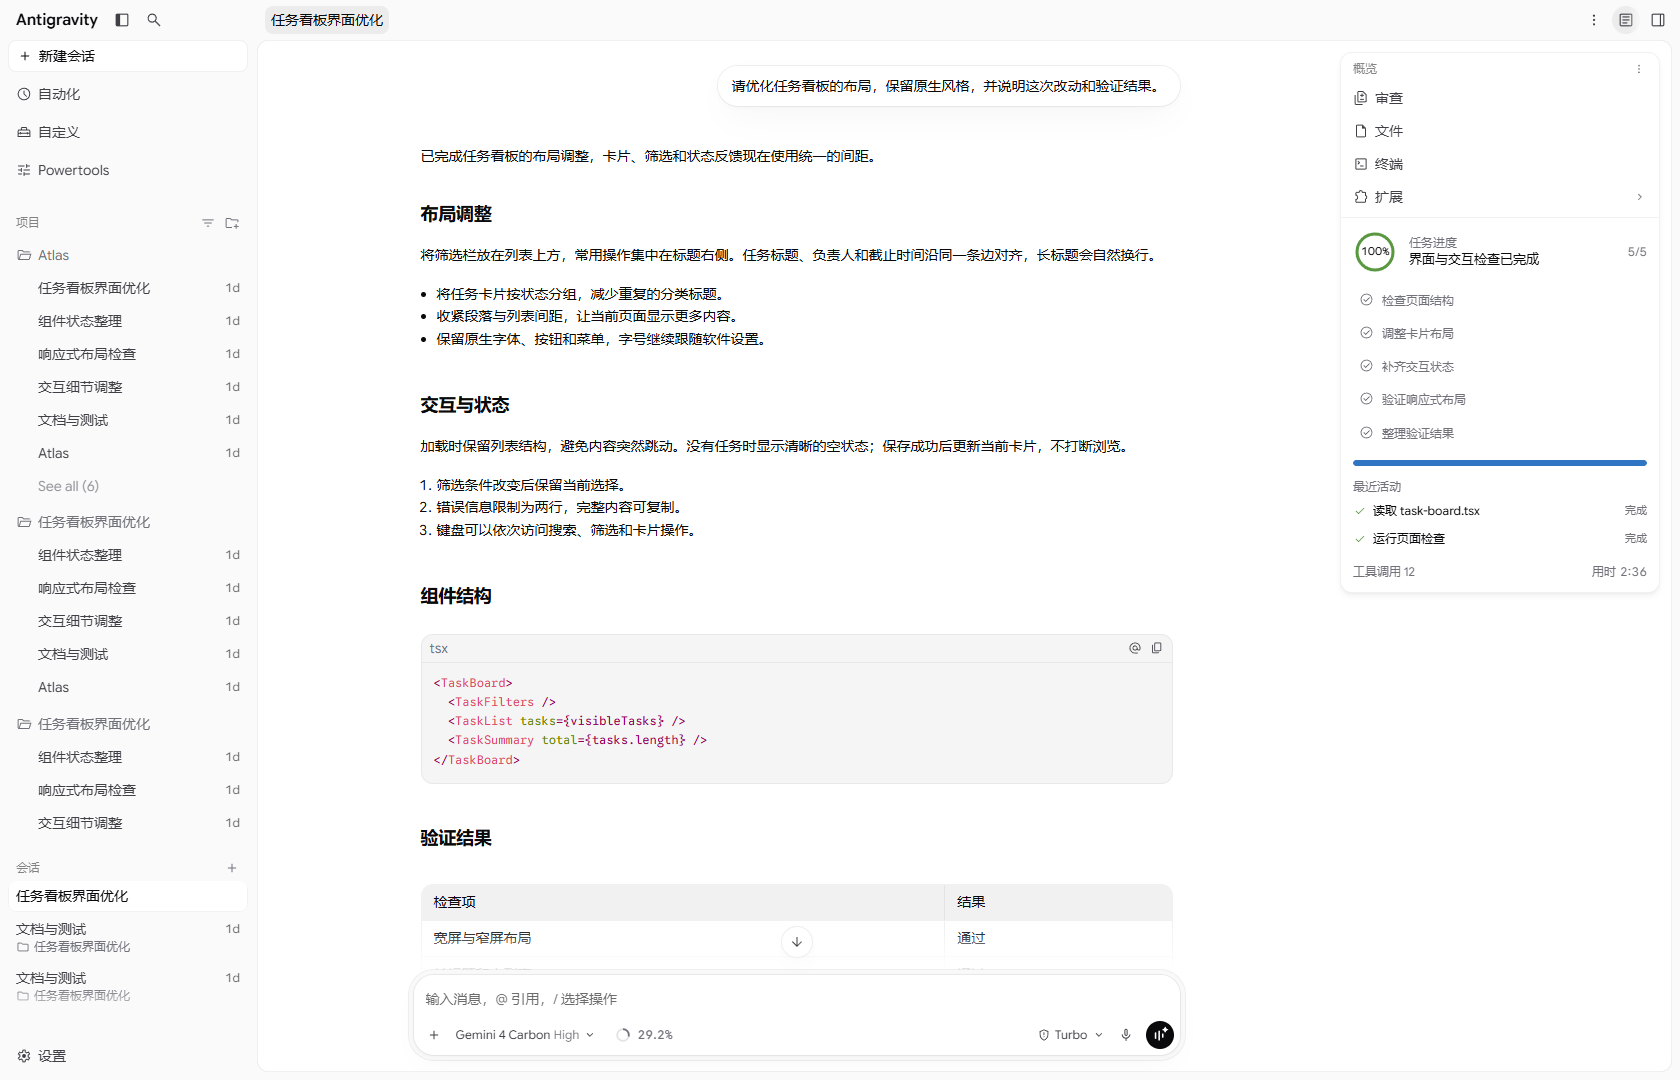 Antigravity
新建会话
自动化
自定义
Powertools
项目
Atlas
任务看板界面优化 1d
组件状态整理 1d
响应式布局检查 1d
交互细节调整 1d
文档与测试 1d
Atlas 1d
See all (6)
任务看板界面优化
组件状态整理 1d
响应式布局检查 1d
交互细节调整 1d
文档与测试 1d
Atlas 1d
任务看板界面优化
组件状态整理 1d
响应式布局检查 1d
交互细节调整 1d
会话
任务看板界面优化
文档与测试 1d
任务看板界面优化
文档与测试 1d
任务看板界面优化
设置
任务看板界面优化
请优化任务看板的布局，保留原生风格，并说明这次改动和验证结果。
已完成任务看板的布局调整，卡片、筛选和状态反馈现在使用统一的间距。
布局调整
将筛选栏放在列表上方，常用操作集中在标题右侧。任务标题、负责人和截止时间沿同一条边对齐，长标题会自然换行。
• 将任务卡片按状态分组，减少重复的分类标题。
• 收紧段落与列表间距，让当前页面显示更多内容。
• 保留原生字体、按钮和菜单，字号继续跟随软件设置。
交互与状态
加载时保留列表结构，避免内容突然跳动。没有任务时显示清晰的空状态；保存成功后更新当前卡片，不打断浏览。
1. 筛选条件改变后保留当前选择。
2. 错误信息限制为两行，完整内容可复制。
3. 键盘可以依次访问搜索、筛选和卡片操作。
组件结构
tsx
<TaskBoard>
<TaskFilters />
<TaskList tasks={visibleTasks} />
<TaskSummary total={tasks.length} />
</TaskBoard>
验证结果
检查项 结果
宽屏与窄屏布局 通过
输入消息，@ 引用，/ 选择操作
Gemini 4 Carbon High 29.2% Turbo
概览
审查
文件
终端
扩展
100%
任务进度
界面与交互检查已完成
5/5
检查页面结构
调整卡片布局
补齐交互状态
验证响应式布局
整理验证结果
最近活动
读取 task-board.tsx 完成
运行页面检查 完成
工具调用 12 用时 2:36